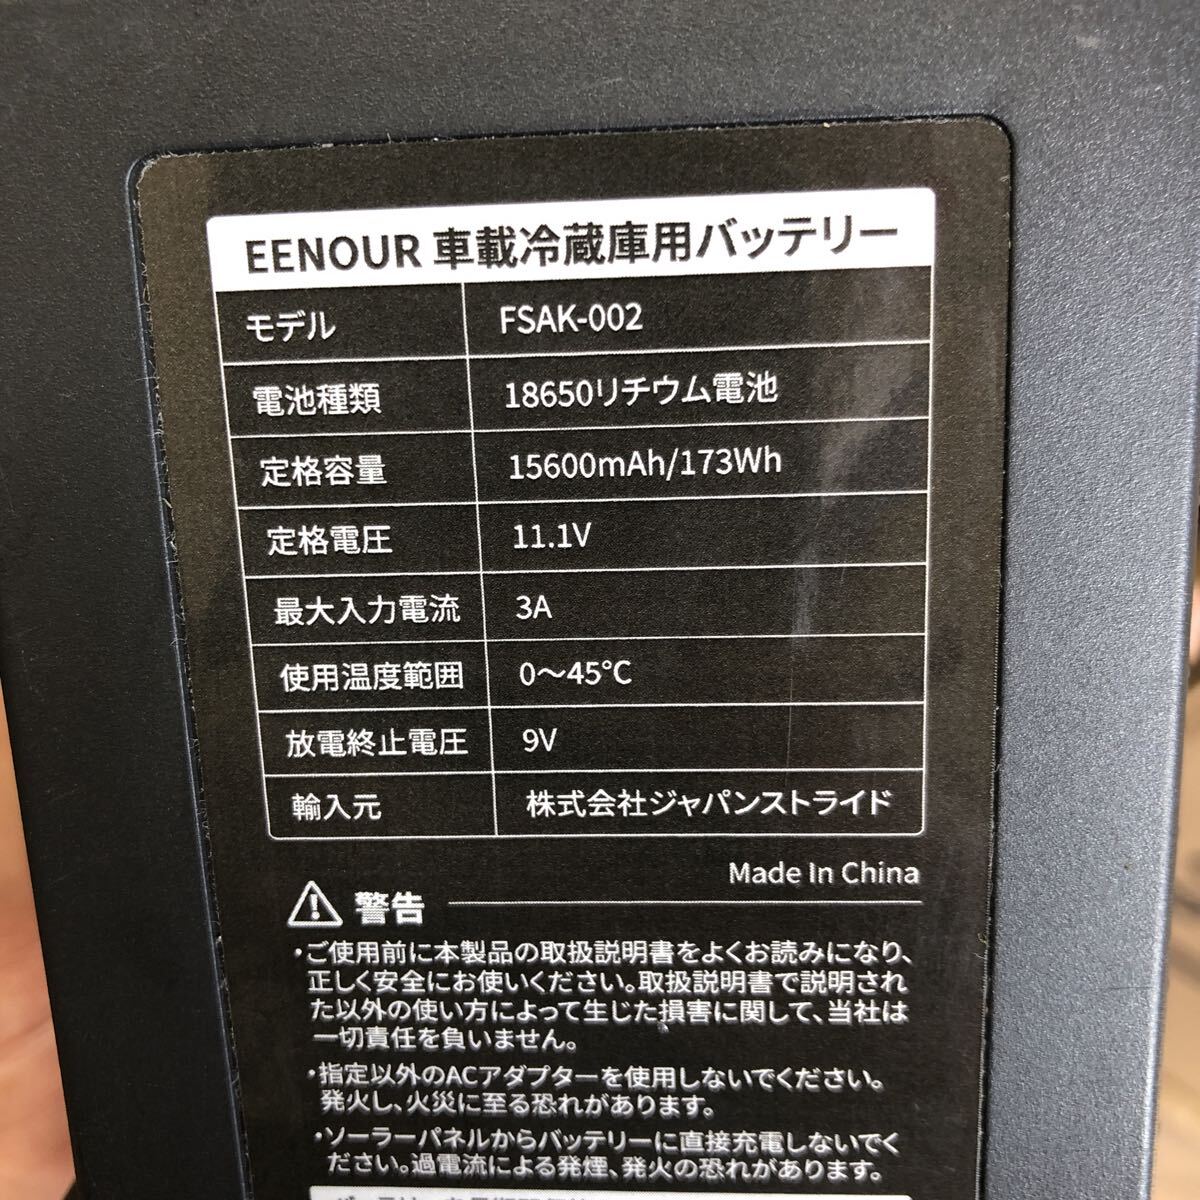 EENOUR 車載冷蔵庫用バッテリー
モデル FSAK-002
電池種類 18650リチウム電池
定格容量 15600mAh/173Wh
定格電圧 11.1V
最大入力電流 3A
使用温度範囲 0～45℃
放電終止電圧 9V
輸入元 株式会社ジャパンストライド
Made In China
警告
・ご使用前に本製品の取扱説明書をよくお読みになり、
正しく安全にお使いください。取扱説明書で説明され
た以外の使い方によって生じた損害に関して、当社は
一切責任を負いません。
・指定以外のACアダプターを使用しないでください。
発火し、火災に至る恐れがあります。
・ソーラーパネルからバッテリーに直接充電しないでく
ださい。過電流による発煙、発火の恐れがあります。